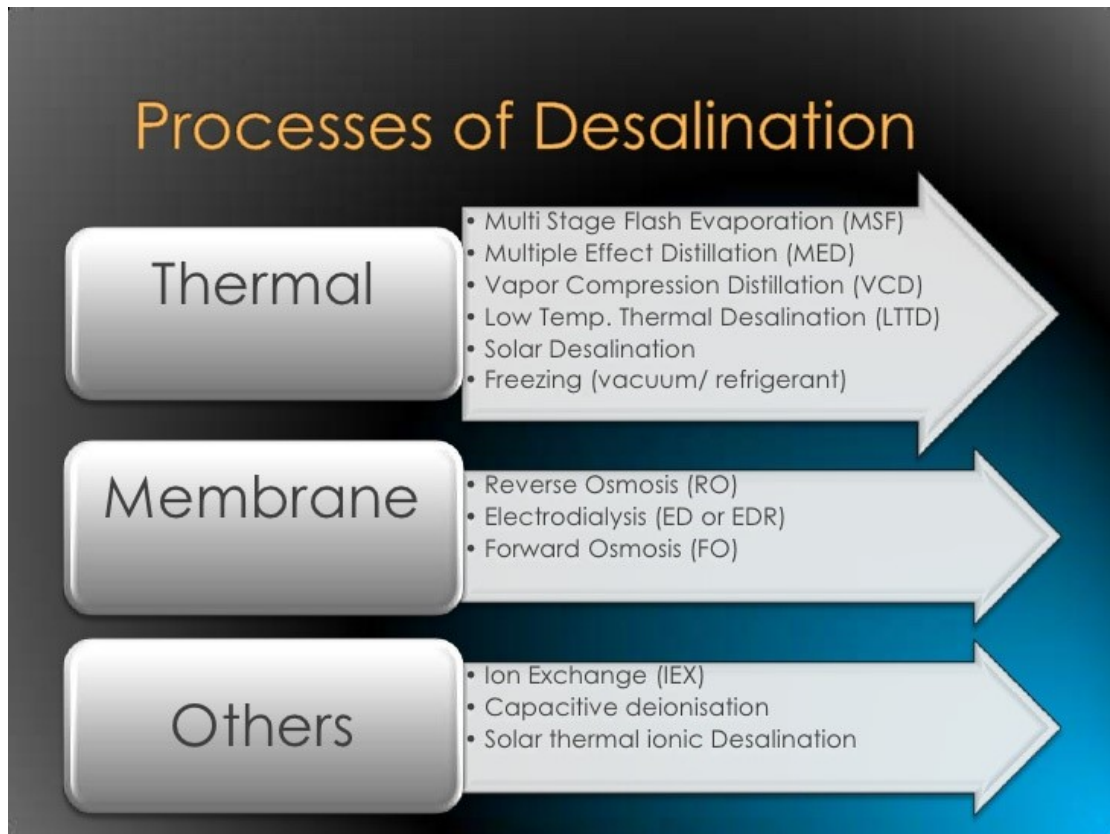 Processes of Desalination
Thermal
• Multi Stage Flash Evaporation (MSF)
• Multiple Effect Distillation (MED)
• Vapor Compression Distillation (VCD)
• Low Temp. Thermal Desalination (LTTD)
• Solar Desalination
• Freezing (vacuum/ refrigerant)
Membrane
• Reverse Osmosis (RO)
• Electrodialysis (ED or EDR)
• Forward Osmosis (FO)
Others
• Ion Exchange (IEX)
• Capacitive deionisation
• Solar thermal ionic Desalination